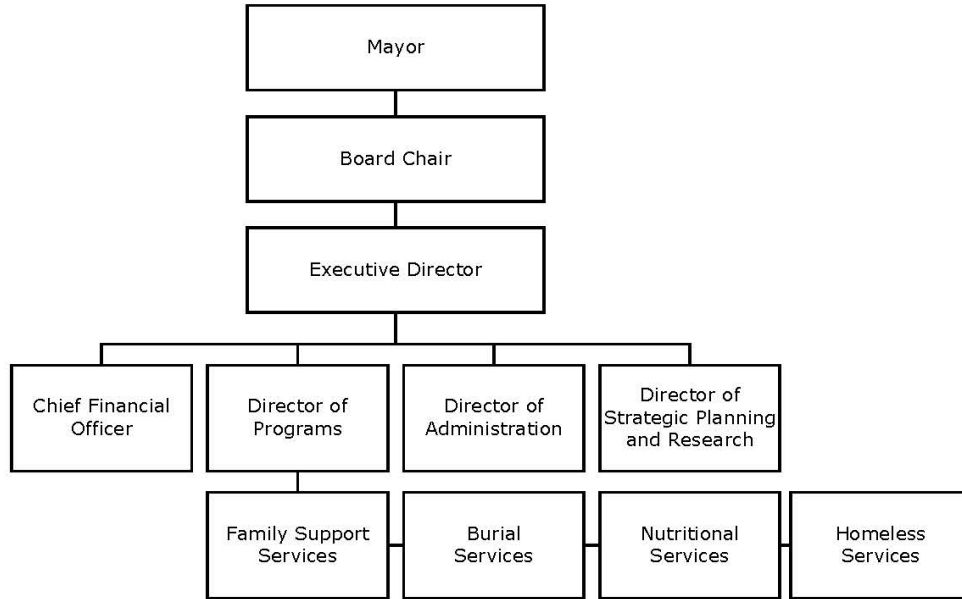 Mayor
Board Chair
Executive Director
Chief Financial
Officer
Director of
Programs
Director of
Administration
Director of
Strategic Planning
and Research
Family Support
Services
Burial
Services
Nutritional
Services
Homeless
Services